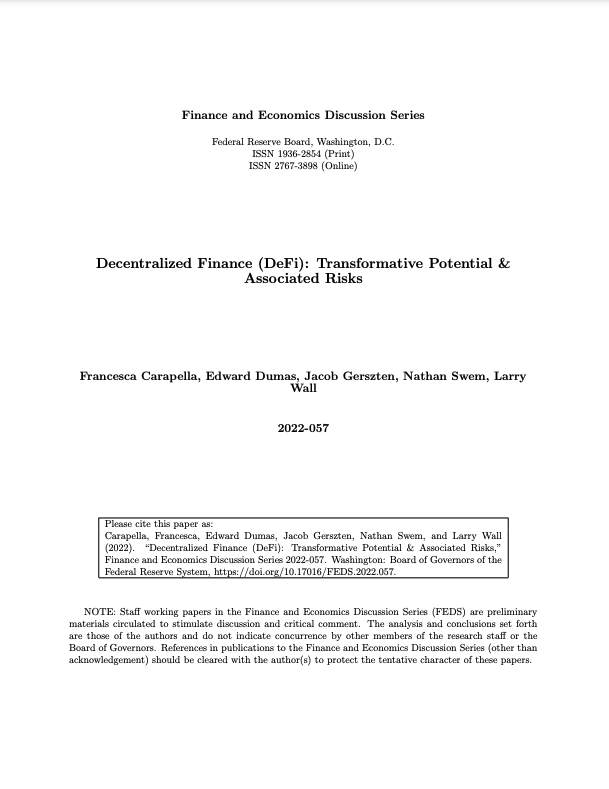 Finance and Economics Discussion Series
Federal Reserve Board, Washington, D.C.
ISSN 1936-2854 (Print)
ISSN 2767-3898 (Online)
Decentralized Finance (DeFi): Transformative Potential &
Associated Risks
Francesca Carapella, Edward Dumas, Jacob Gerszten, Nathan Swem, Larry
Wall
2022-057
Please cite this paper as:
Carapella, Francesca, Edward Dumas, Jacob Gerszten, Nathan Swem, and Larry Wall
(2022). “Decentralized Finance (DeFi): Transformative Potential & Associated Risks,”
Finance and Economics Discussion Series 2022-057. Washington: Board of Governors of the
Federal Reserve System, https://doi.org/10.17016/FEDS.2022.057.
NOTE: Staff working papers in the Finance and Economics Discussion Series (FEDS) are preliminary
materials circulated to stimulate discussion and critical comment. The analysis and conclusions set forth
are those of the authors and do not indicate concurrence by other members of the research staff or the
Board of Governors. References in publications to the Finance and Economics Discussion Series (other than
acknowledgement) should be cleared with the author(s) to protect the tentative character of these papers.